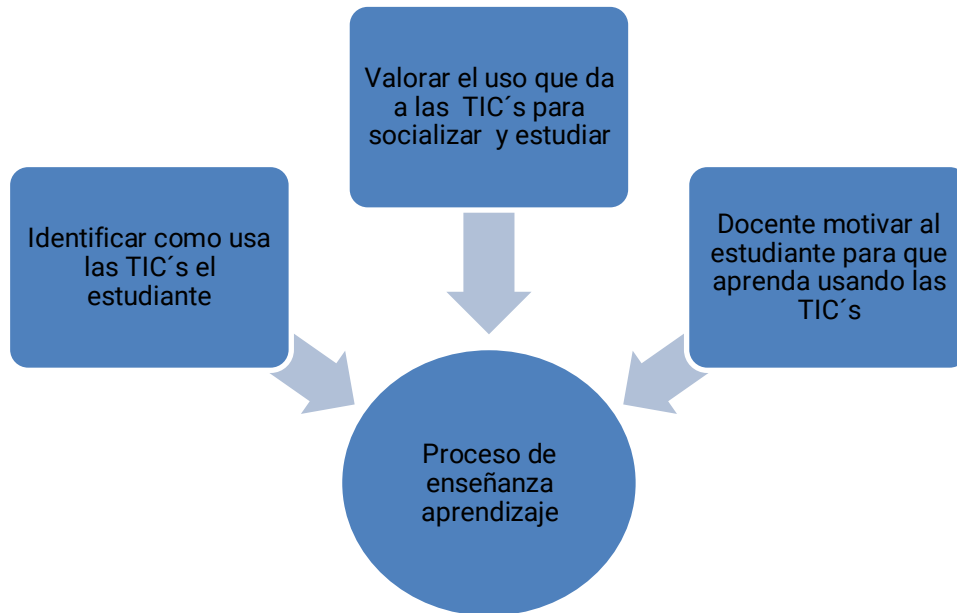 Valorar el uso que da
a las TIC´s para
socializar y estudiar
Identificar como usa
las TIC´s el
estudiante
Docente motivar al
estudiante para que
aprenda usando las
TIC´s
Proceso de
enseñanza
aprendizaje